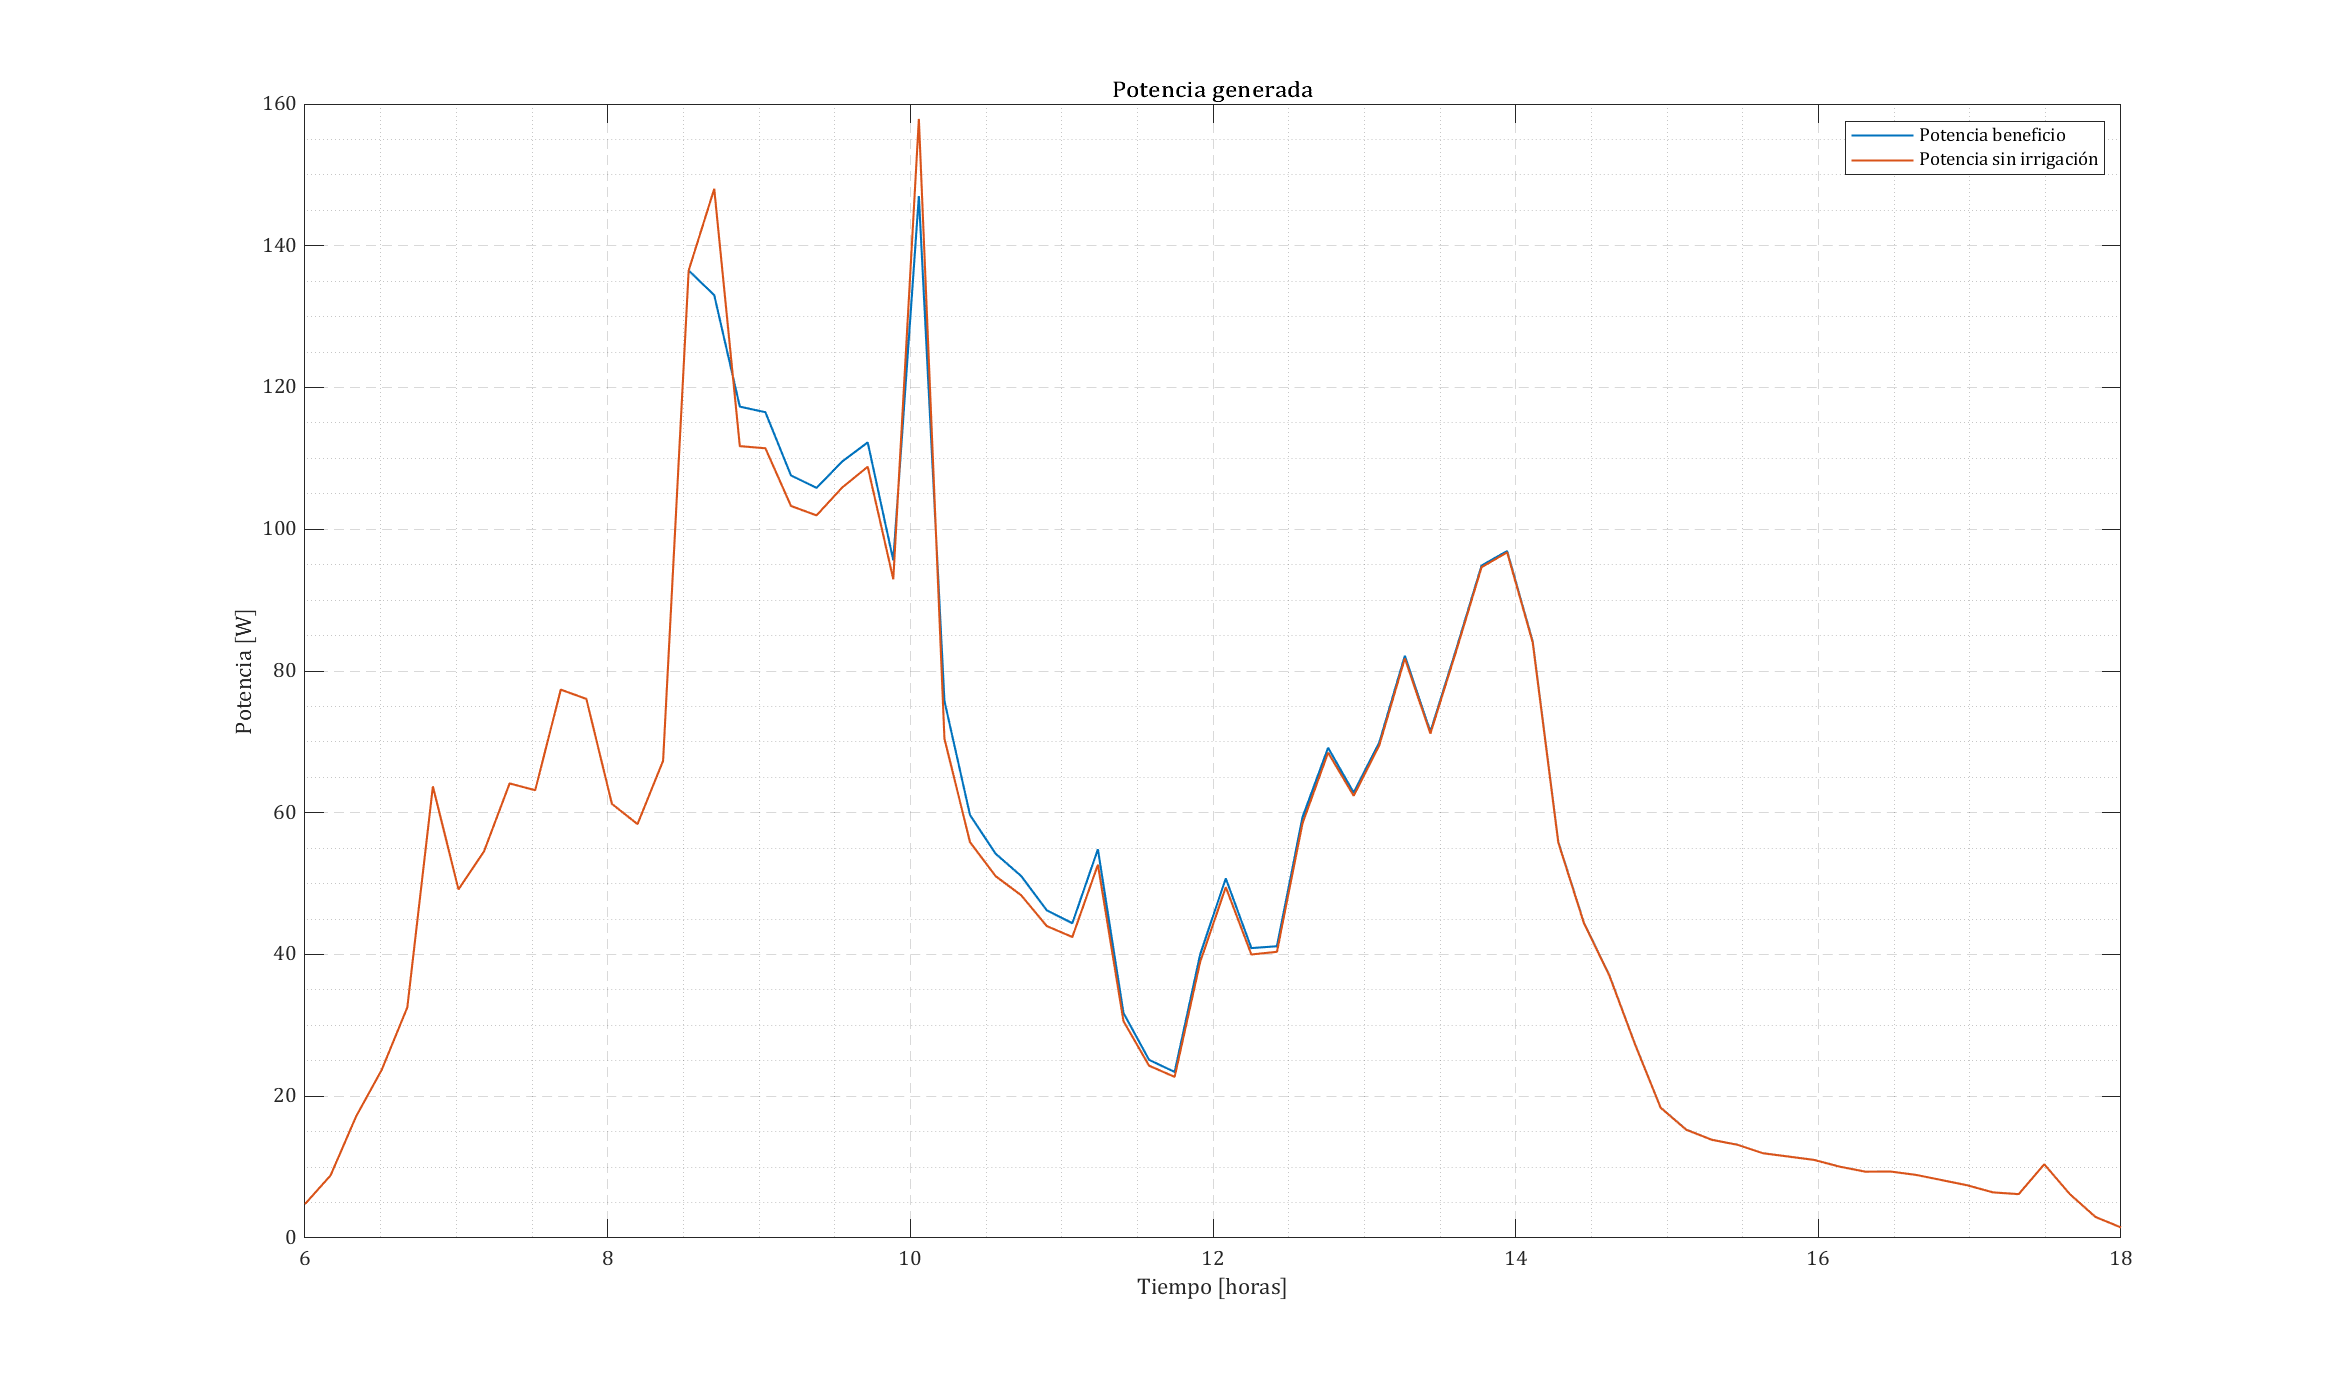 Potencia generada
Potencia beneficio
Potencia sin irrigación
160
140
120
100
80
60
40
20
0
Potencia [W]
6 8 10 12 14 16 18
Tiempo [horas]